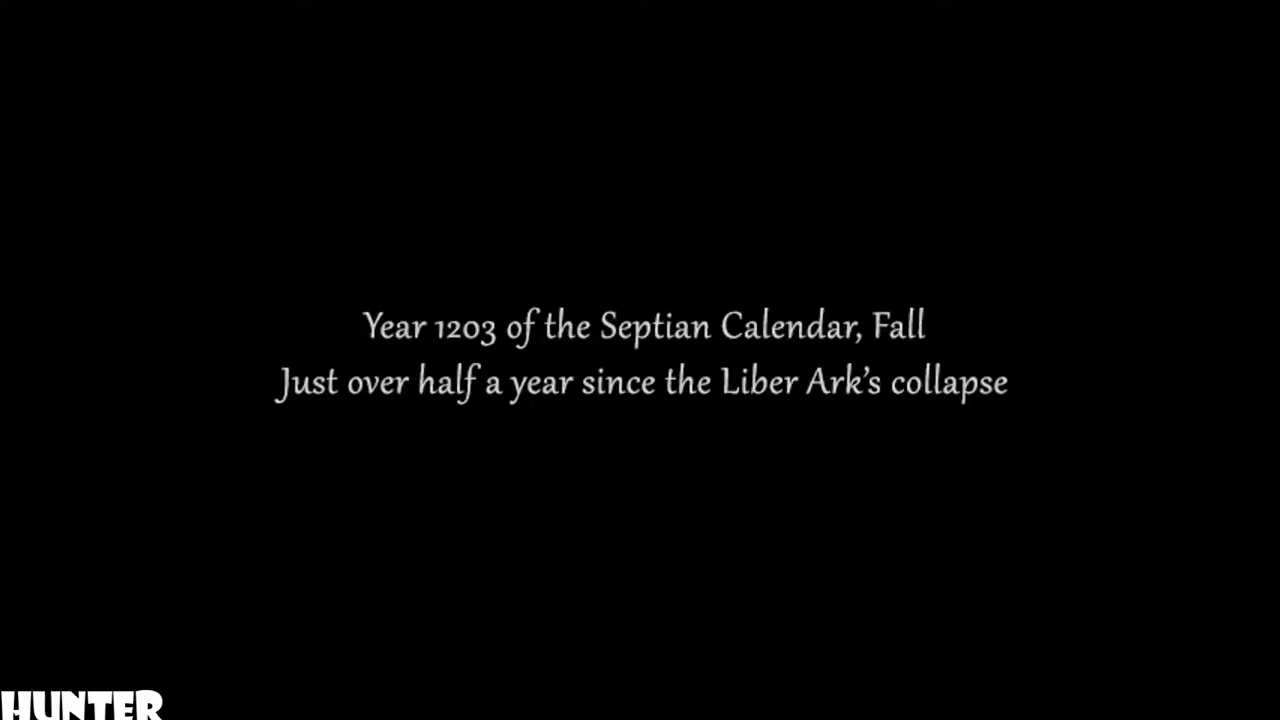 Year 1203 of the Septian Calendar, Fall
Just over half a year since the Liber Ark's collapse
HUNTER